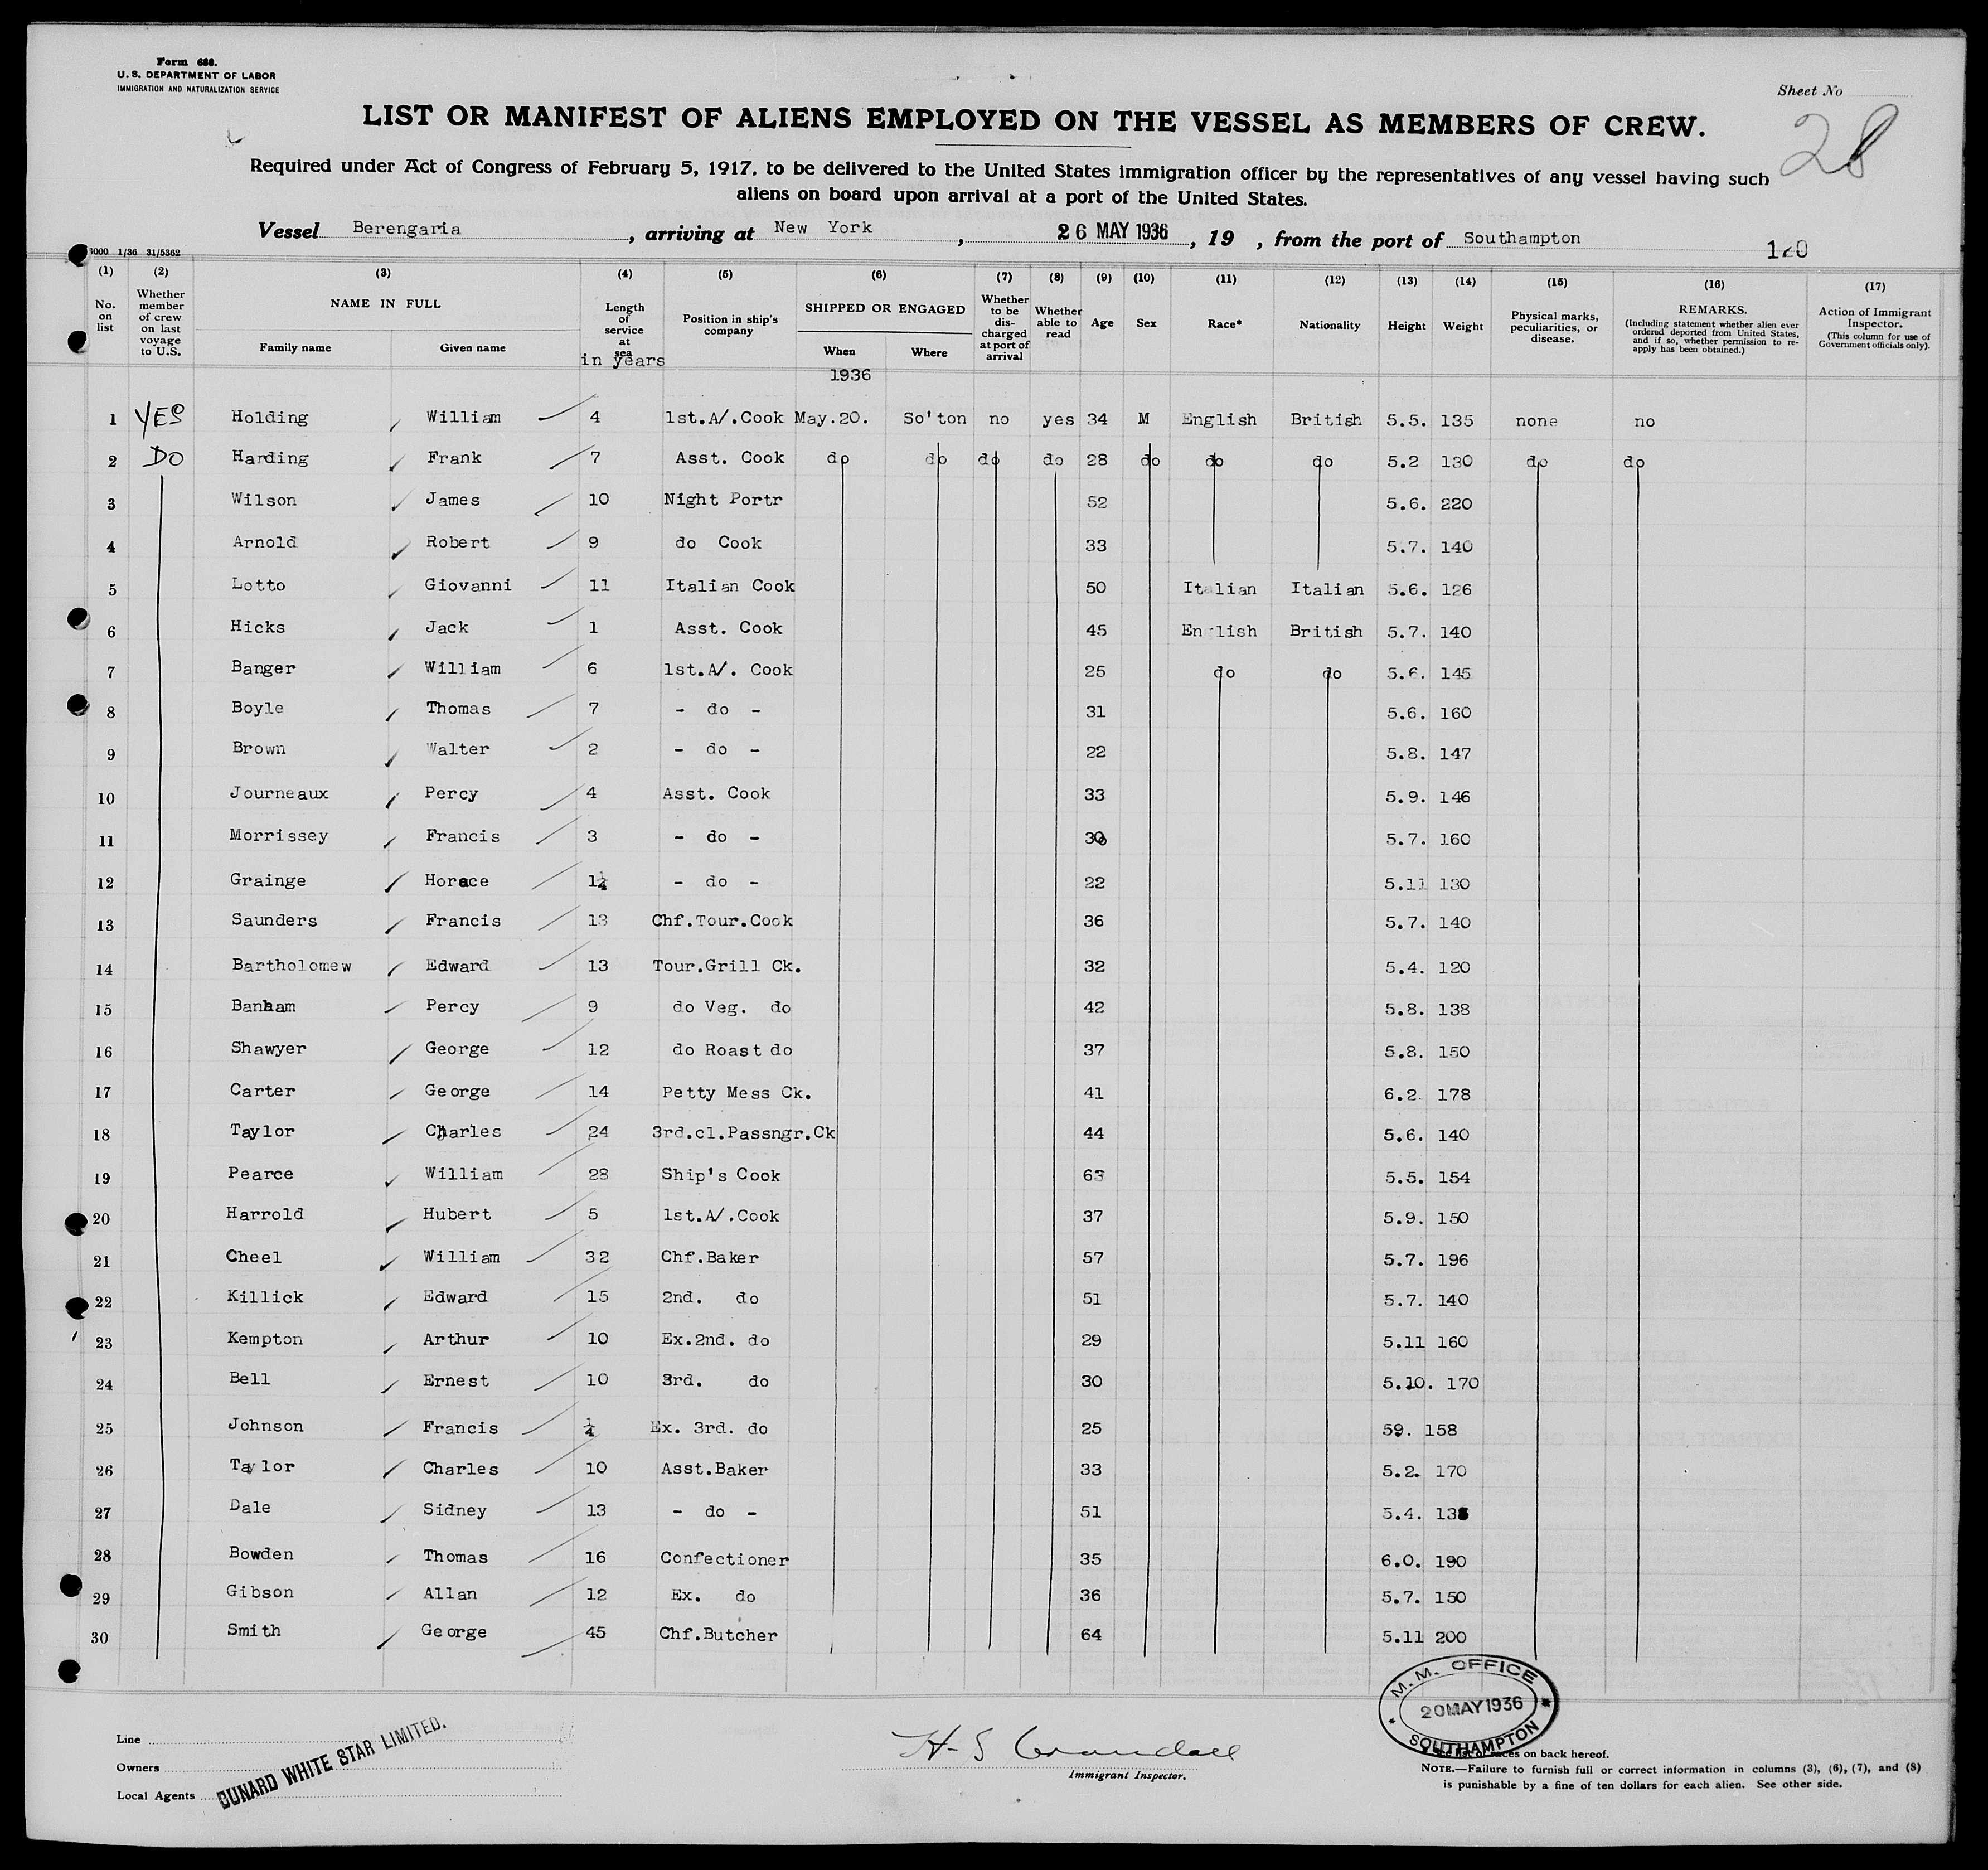 Form 680.
U. S. DEPARTMENT OF LABOR
IMMIGRATION AND NATURALIZATION SERVICE
Sheet No
28
LIST OR MANIFEST OF ALIENS EMPLOYED ON THE VESSEL AS MEMBERS OF CREW.
Required under Act of Congress of February 5, 1917, to be delivered to the United States immigration officer by the representatives of any vessel having such
aliens on board upon arrival at a port of the United States.
Vessel Berengaria, arriving at New York, 26 MAY 1936, 19 , from the port of Southampton
1/36 31/5362
120
(1) (2) (3) (4) (5) (6) (7) (8) (9) (10) (11) (12) (13) (14) (15) (16) (17)
No. on list | Whether member of crew on last voyage to U.S. | NAME IN FULL | Family name | Given name | Length of service at sea in years | Position in ship's company | SHIPPED OR ENGAGED | When | Where | Whether to be discharged at port of arrival | Whether able to read | Age | Sex | Race* | Nationality | Height | Weight | Physical marks, peculiarities, or disease. | REMARKS. (Including statement whether alien ever ordered deported from United States, and if so, whether permission to re-apply has been obtained.) | Action of Immigrant Inspector. (This column for use of Government officials only).
1936
1 YES Holding William 4 1st.A/.Cook May.20. So'ton no yes 34 M English British 5.5. 135 none no
2 DO Harding Frank 7 Asst. Cook do do do do 28 do do do 5.2 130 do do
3 Wilson James 10 Night Portr 52 5.6. 220
4 Arnold Robert 9 do Cook 33 5.7. 140
5 Lotto Giovanni 11 Italian Cook 50 Italian Italian 5.6. 126
6 Hicks Jack 1 Asst. Cook 45 English British 5.7. 140
7 Banger William 6 1st.A/. Cook 25 do do 5.6. 145
8 Boyle Thomas 7 - do - 31 5.6. 160
9 Brown Walter 2 - do - 22 5.8. 147
10 Journeaux Percy 4 Asst. Cook 33 5.9. 146
11 Morrissey Francis 3 - do - 30 5.7. 160
12 Grainge Horace 1¼ - do - 22 5.11 130
13 Saunders Francis 13 Chf.Tour.Cook 36 5.7. 140
14 Bartholomew Edward 13 Tour.Grill Ck. 32 5.4. 120
15 Banham Percy 9 do Veg. do 42 5.8. 138
16 Shawyer George 12 do Roast do 37 5.8. 150
17 Carter George 14 Petty Mess Ck. 41 6.2. 178
18 Taylor Charles 24 3rd.cl.Passngr.Ck 44 5.6. 140
19 Pearce William 28 Ship's Cook 63 5.5. 154
20 Harrold Hubert 5 1st.A/.Cook 37 5.9. 150
21 Cheel William 32 Chf.Baker 57 5.7. 196
22 Killick Edward 15 2nd. do 51 5.7. 140
23 Kempton Arthur 10 Ex.2nd. do 29 5.11 160
24 Bell Ernest 10 3rd. do 30 5.10. 170
25 Johnson Francis ¼ Ex. 3rd. do 25 59. 158
26 Taylor Charles 10 Asst.Baker 33 5.2. 170
27 Dale Sidney 13 - do - 51 5.4.
28 Bowden Thomas 16 Confectioner 35 6.0. 190
29 Gibson Allan 12 Ex. do 36 5.7. 150
30 Smith George 45 Chf.Butcher 64 5.11 200
M. M. OFFICE
20 MAY 1936
SOUTHAMPTON
Line
Owners
Local Agents
CUNARD WHITE STAR LIMITED.
H-S Crandall
Immigrant Inspector.
See list of races on back hereof.
NOTE.—Failure to furnish full or correct information in columns (3), (6), (7), and (8)
is punishable by a fine of ten dollars for each alien. See other side.